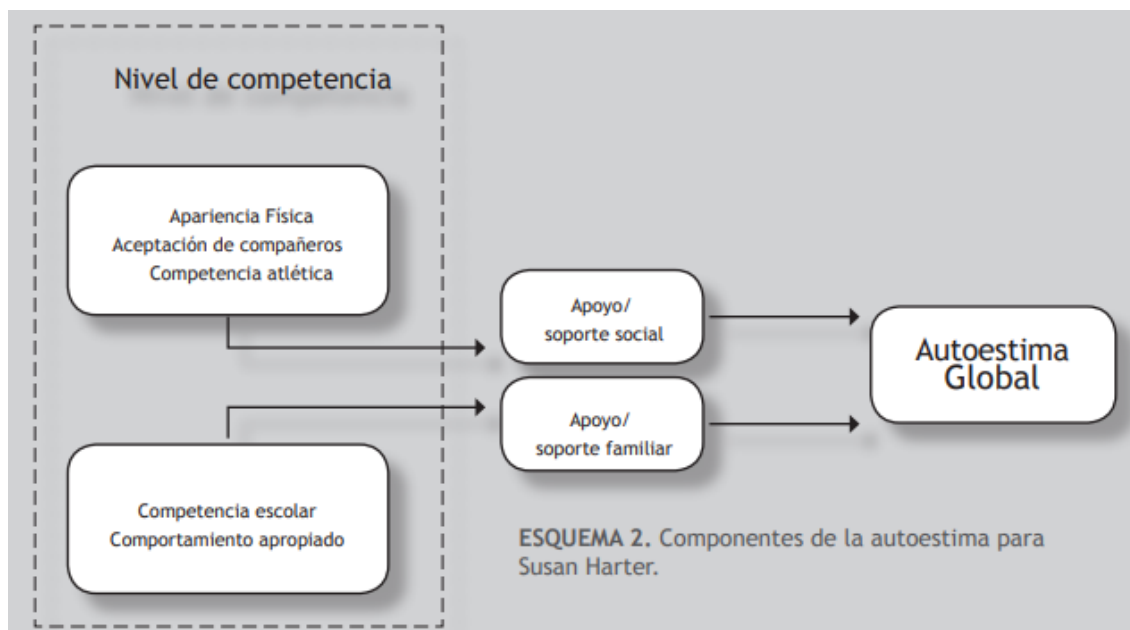 Nivel de competencia
Apariencia Física
Aceptación de compañeros
Competencia atlética
Apoyo/
soporte social
Autoestima
Global
Apoyo/
soporte familiar
Competencia escolar
Comportamiento apropiado
ESQUEMA 2. Componentes de la autoestima para
Susan Harter.